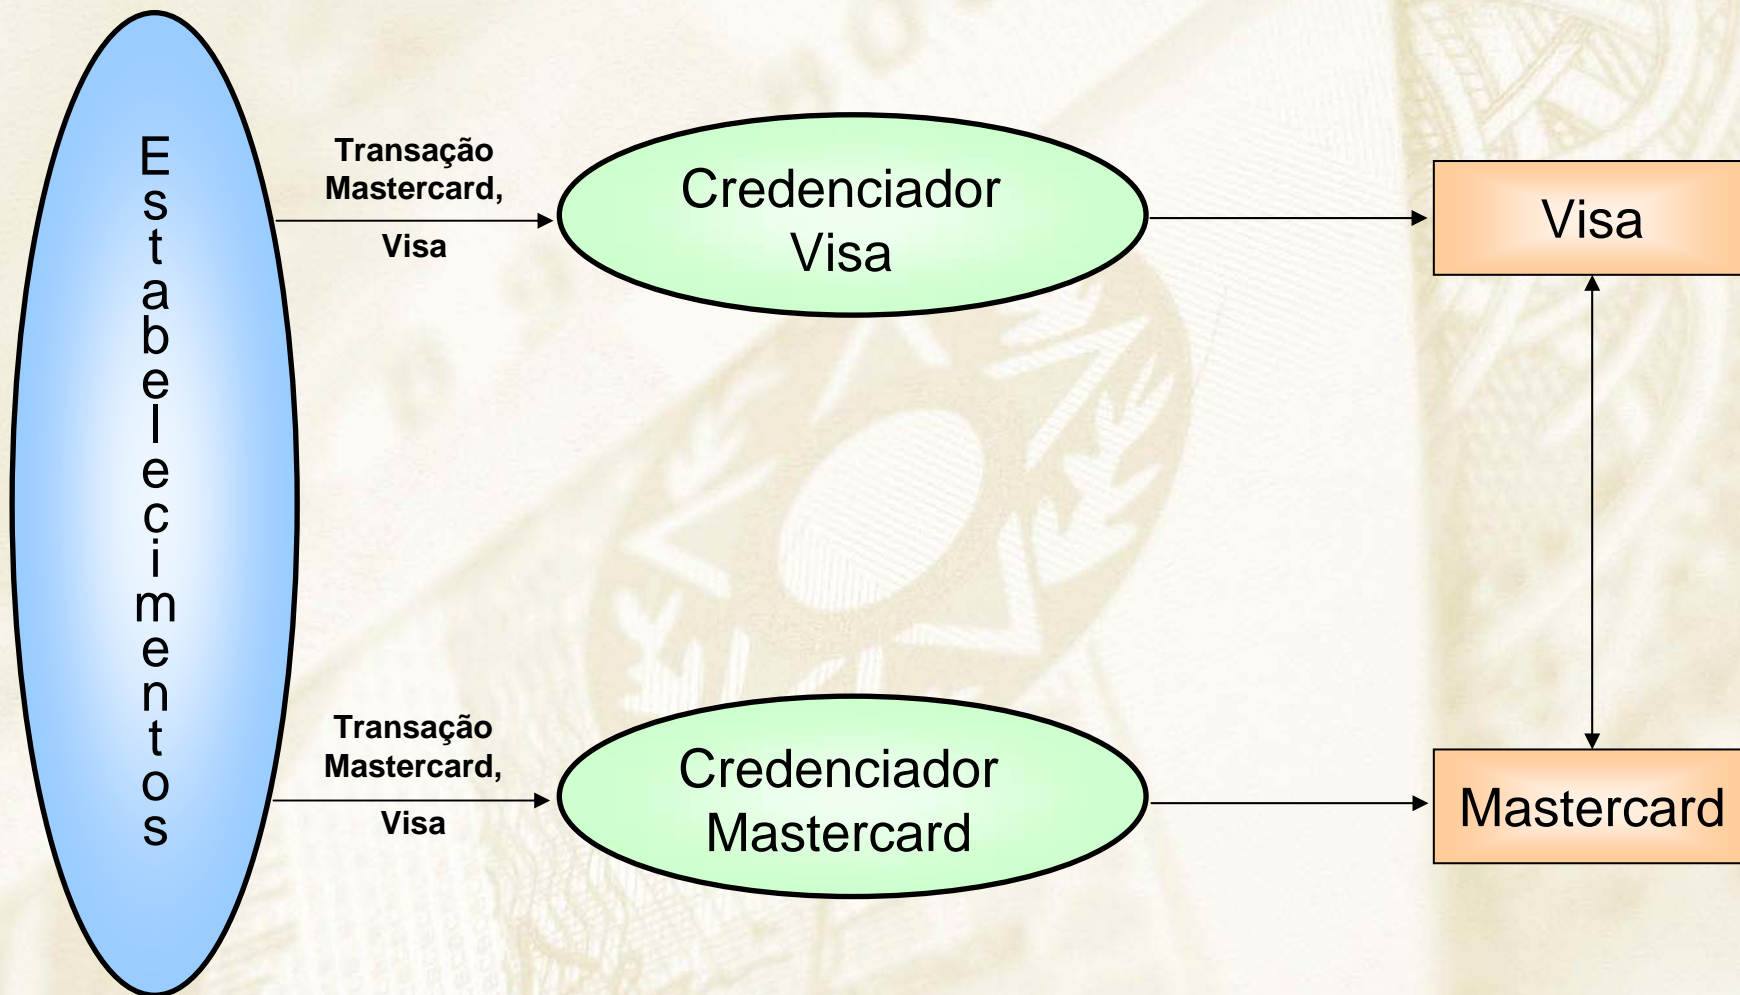 Estabelecimentos
Transação
Mastercard,
Visa
Credenciador
Visa
Visa
Transação
Mastercard,
Visa
Credenciador
Mastercard
Mastercard